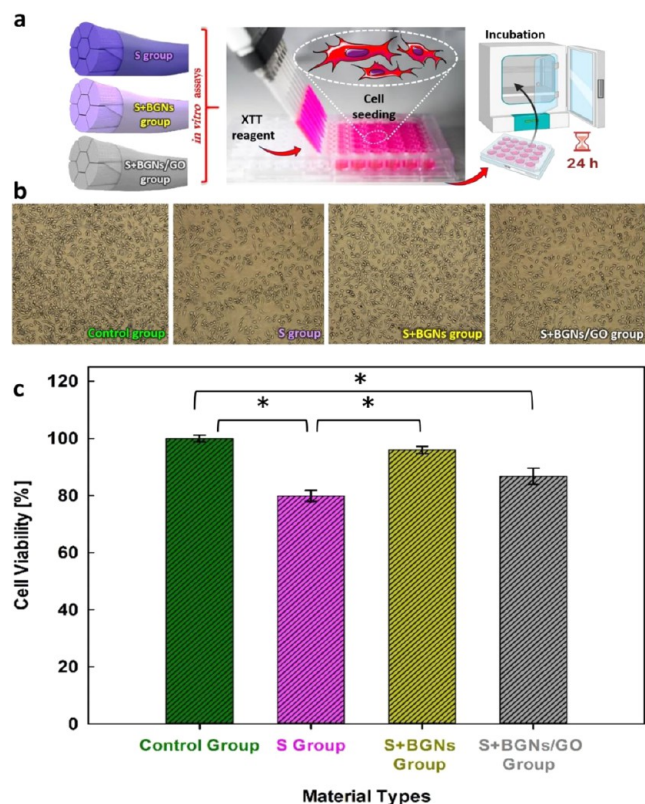 a
S group
S+BGNs
group
S+BGNs/GO
group
in vitro assays
XTT
reagent
Cell
seeding
Incubation
24 h
b
Control group
S group
S+BGNs group
S+BGNs/GO group
c
Cell Viability [%]
120
100
80
60
40
20
0
*
*
*
Control Group
S Group
S+BGNs
Group
S+BGNs/GO
Group
Material Types